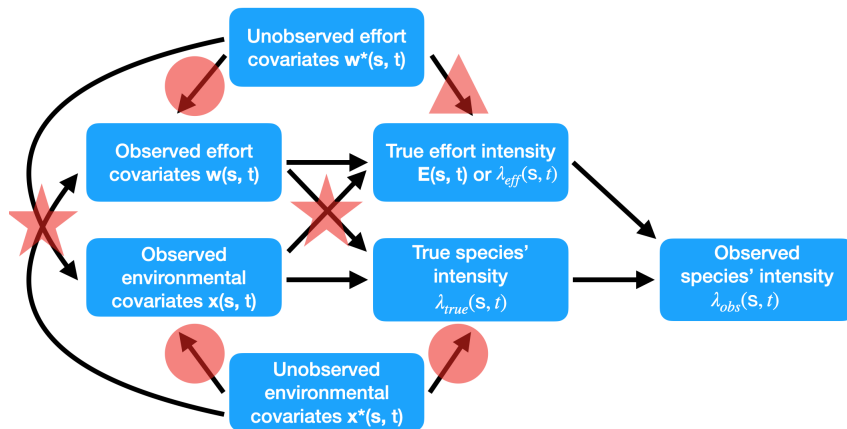 Unobserved effort
covariates w*(s, t)
Observed effort
covariates w(s, t)
True effort intensity
E(s, t) or λeff(s, t)
Observed
environmental
covariates x(s, t)
True species’
intensity
λtrue(s, t)
Observed
species’ intensity
λobs(s, t)
Unobserved
environmental
covariates x*(s, t)